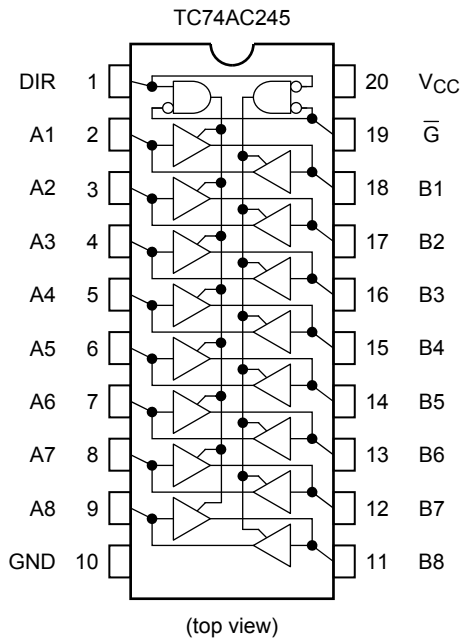 TC74AC245
DIR 1 20 VCC
A1 2 19 G̅
A2 3 18 B1
A3 4 17 B2
A4 5 16 B3
A5 6 15 B4
A6 7 14 B5
A7 8 13 B6
A8 9 12 B7
GND 10 11 B8
(top view)